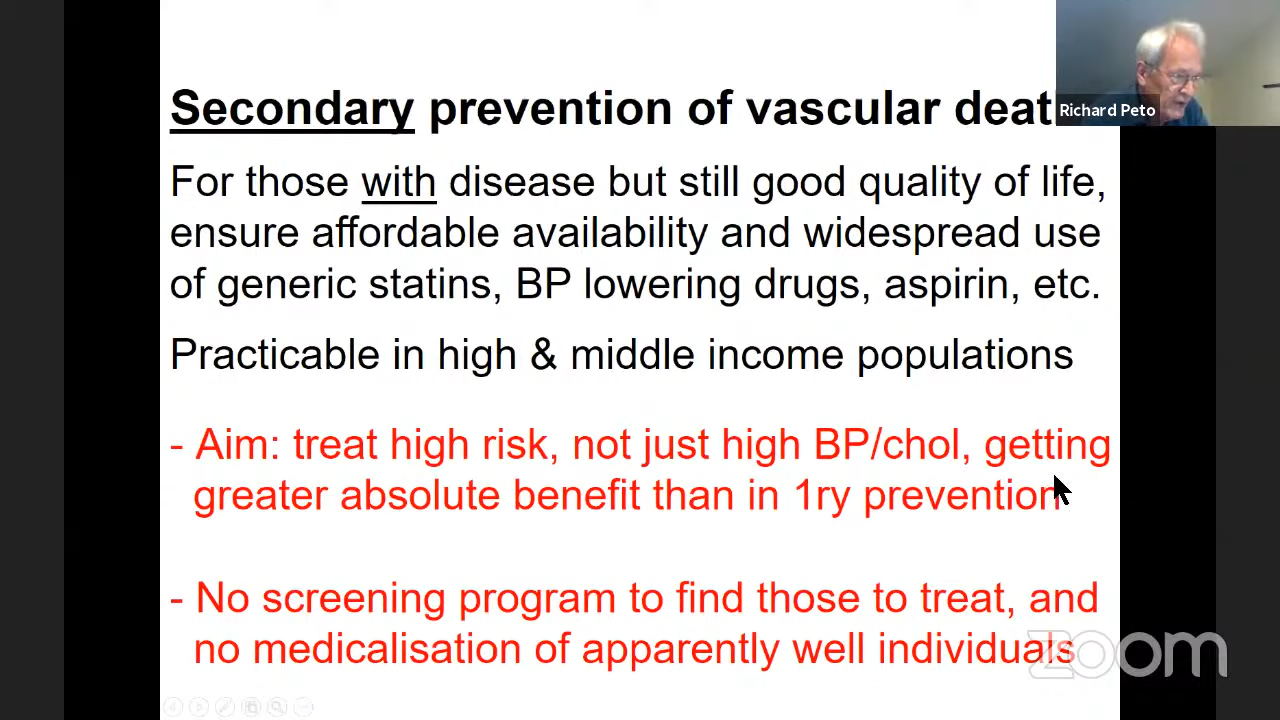 Secondary prevention of vascular deat
Richard Peto
For those with disease but still good quality of life,
ensure affordable availability and widespread use
of generic statins, BP lowering drugs, aspirin, etc.
Practicable in high & middle income populations
- Aim: treat high risk, not just high BP/chol, getting
greater absolute benefit than in 1ry prevention
- No screening program to find those to treat, and
no medicalisation of apparently well individuals
zoom